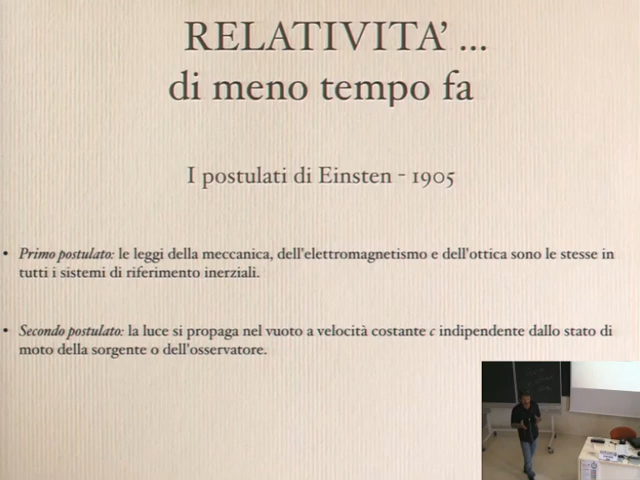 RELATIVITA' ...
di meno tempo fa
I postulati di Einsten - 1905
• Primo postulato: le leggi della meccanica, dell'elettromagnetismo e dell'ottica sono le stesse in
tutti i sistemi di riferimento inerziali.
• Secondo postulato: la luce si propaga nel vuoto a velocità costante c indipendente dallo stato di
moto della sorgente o dell'osservatore.